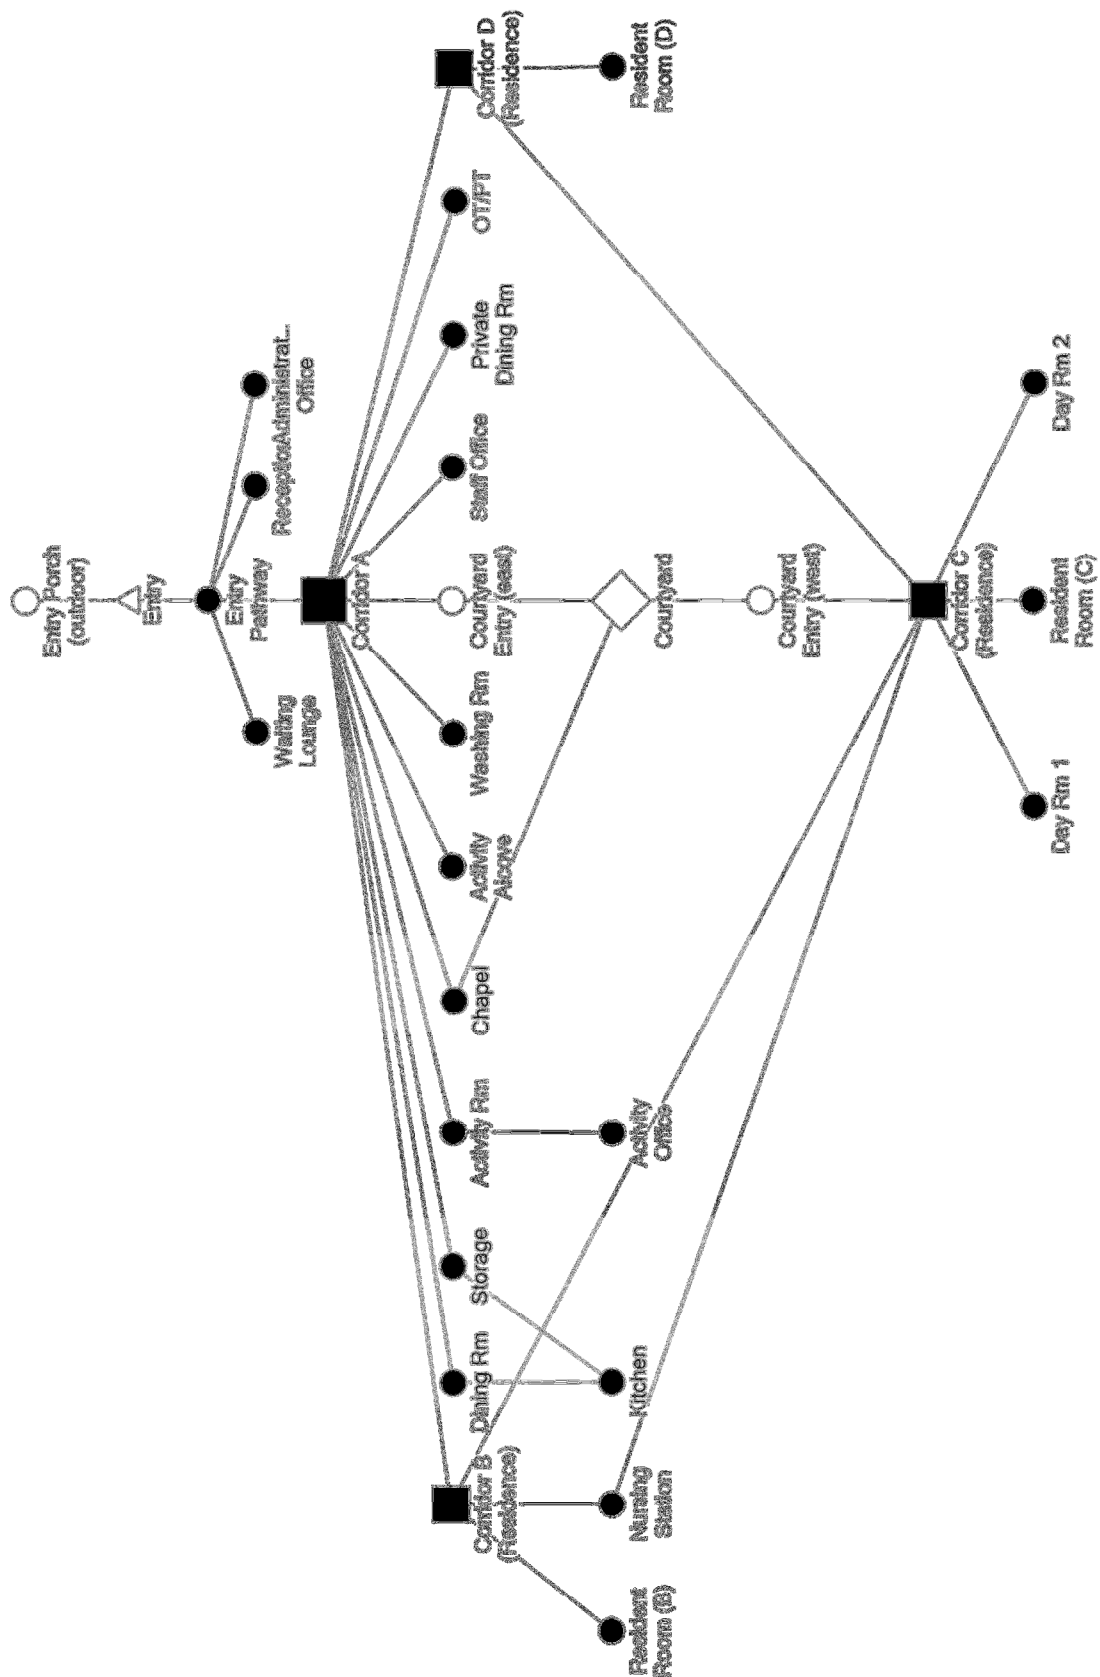 Entry Porch
(outdoor)
Entry
Entry
Pathway
Waiting
Lounge
Receptio
Administrat...
Office
Corridor A
Corridor B
(Residence)
Dining Rm
Storage
Activity Rm
Chapel
Activity
Alcove
Washing Rm
Courtyard
Entry (east)
Staff Office
Private
Dining Rm
OT/PT
Corridor D
(Residence)
Resident
Room (B)
Nursing
Station
Kitchen
Activity
Office
Courtyard
Resident
Room (D)
Courtyard
Entry (west)
Corridor C
(Residence)
Day Rm 1
Resident
Room (C)
Day Rm 2